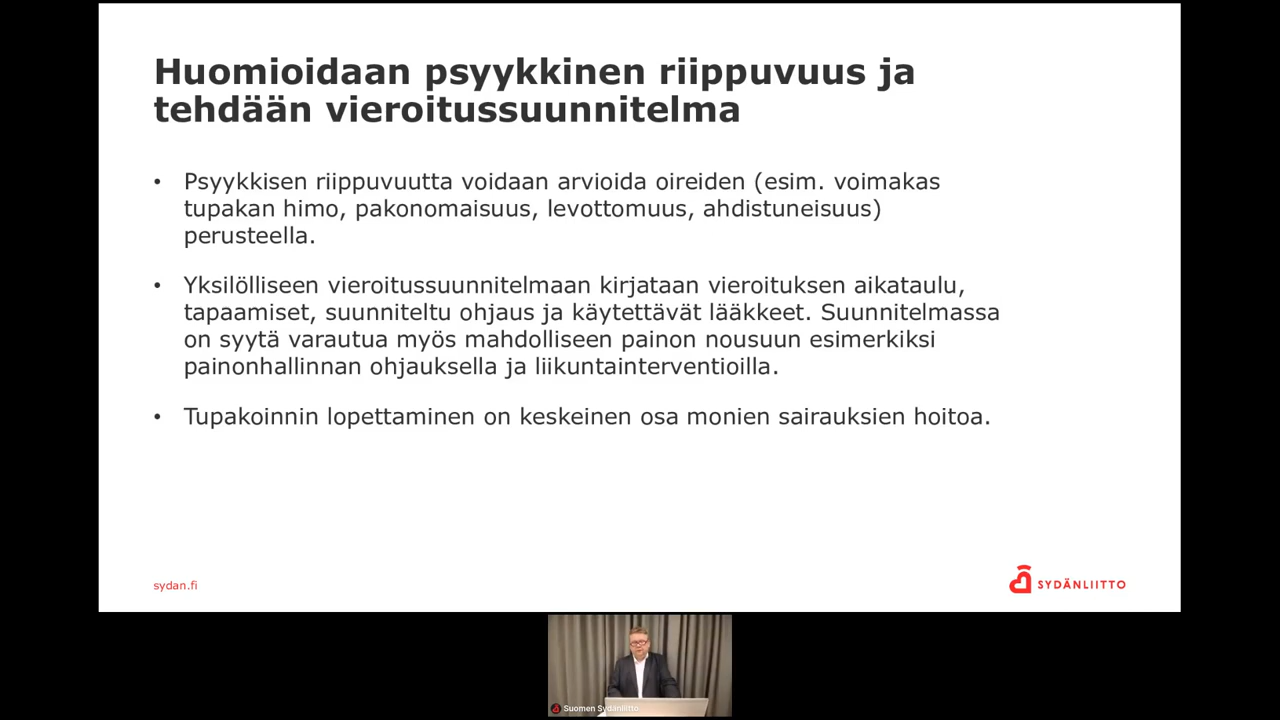 Huomioidaan psyykkinen riippuvuus ja
tehdään vieroitussuunnitelma
• Psyykkisen riippuvuutta voidaan arvioida oireiden (esim. voimakas
tupakan himo, pakonomaisuus, levottomuus, ahdistuneisuus)
perusteella.
• Yksilölliseen vieroitussuunnitelmaan kirjataan vieroituksen aikataulu,
tapaamiset, suunniteltu ohjaus ja käytettävät lääkkeet. Suunnitelmassa
on syytä varautua myös mahdolliseen painon nousuun esimerkiksi
painonhallinnan ohjauksella ja liikuntainterventioilla.
• Tupakoinnin lopettaminen on keskeinen osa monien sairauksien hoitoa.
sydan.fi
SYDÄNLIITTO
Suomen Sydänliitto